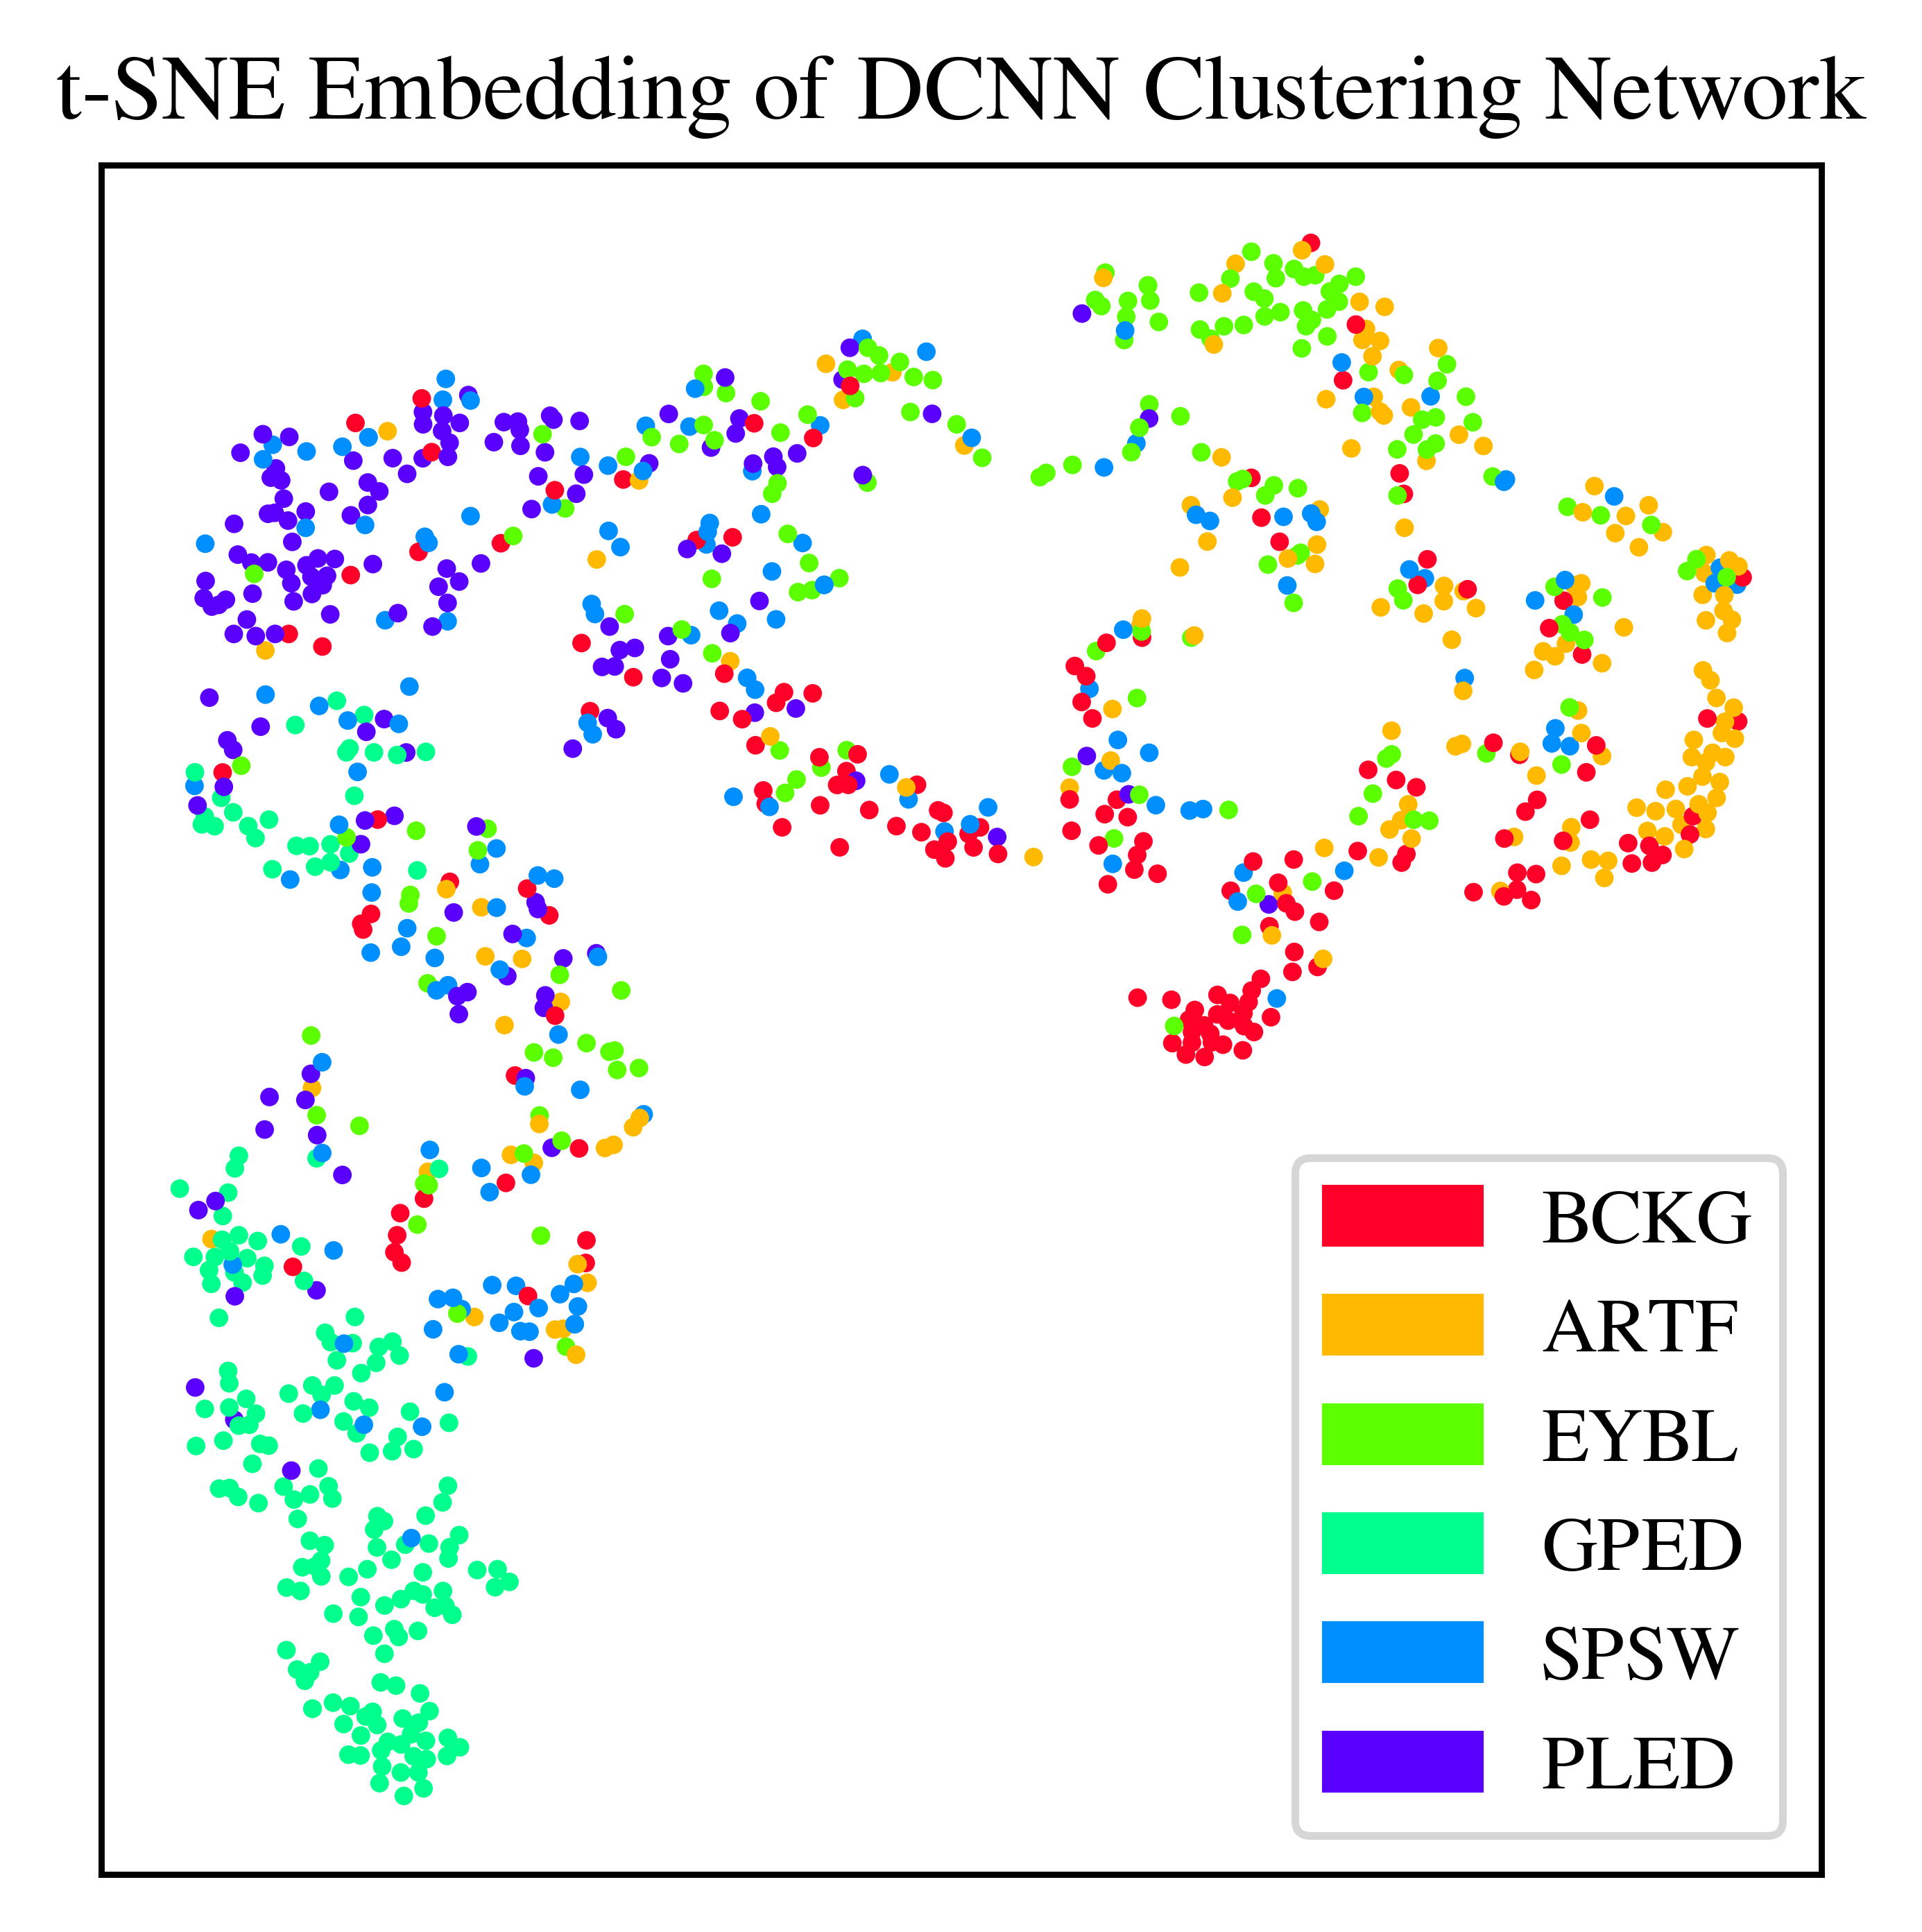 t-SNE Embedding of DCNN Clustering Network
BCKG
ARTF
EYBL
GPED
SPSW
PLED